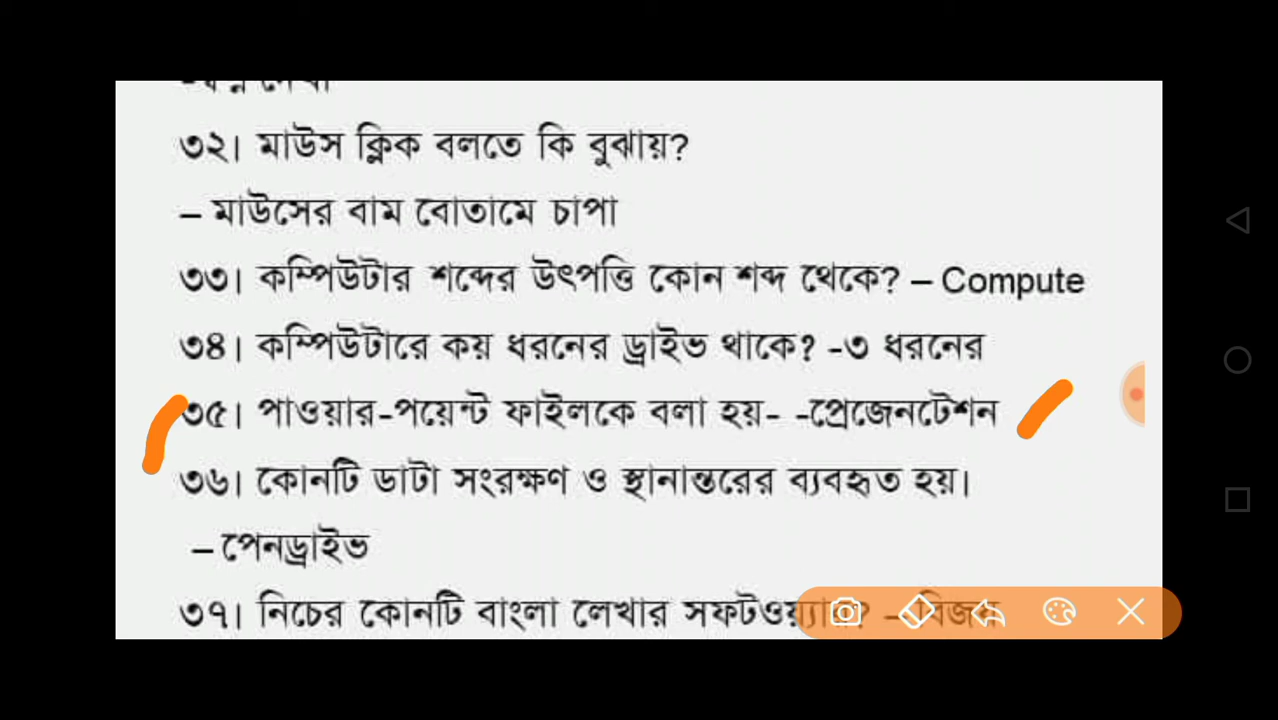 ৩২। মাউস ক্লিক বলতে কি বুঝায়?
– মাউসের বাম বোতামে চাপা
৩৩। কম্পিউটার শব্দের উৎপত্তি কোন শব্দ থেকে? – Compute
৩৪। কম্পিউটারে কয় ধরনের ড্রাইভ থাকে? -৩ ধরনের
৩৫। পাওয়ার-পয়েন্ট ফাইলকে বলা হয়- -প্রেজেনটেশন
৩৬। কোনটি ডাটা সংরক্ষণ ও স্থানান্তরের ব্যবহৃত হয়।
– পেনড্রাইভ
৩৭। নিচের কোনটি বাংলা লেখার সফটওয়্যার? – বিজয়